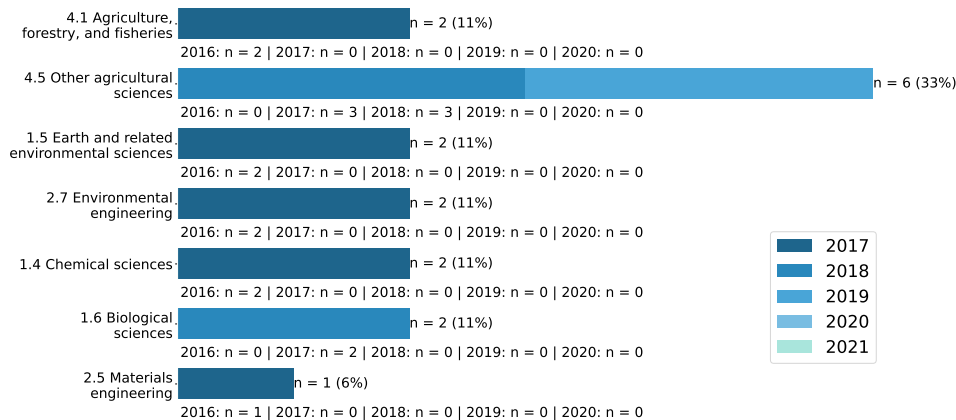 4.1 Agriculture,
forestry, and fisheries
n = 2 (11%)
2016: n = 2 | 2017: n = 0 | 2018: n = 0 | 2019: n = 0 | 2020: n = 0
4.5 Other agricultural
sciences
n = 6 (33%)
2016: n = 0 | 2017: n = 3 | 2018: n = 3 | 2019: n = 0 | 2020: n = 0
1.5 Earth and related
environmental sciences
n = 2 (11%)
2016: n = 2 | 2017: n = 0 | 2018: n = 0 | 2019: n = 0 | 2020: n = 0
2.7 Environmental
engineering
n = 2 (11%)
2016: n = 2 | 2017: n = 0 | 2018: n = 0 | 2019: n = 0 | 2020: n = 0
1.4 Chemical sciences
n = 2 (11%)
2016: n = 2 | 2017: n = 0 | 2018: n = 0 | 2019: n = 0 | 2020: n = 0
1.6 Biological
sciences
n = 2 (11%)
2016: n = 0 | 2017: n = 2 | 2018: n = 0 | 2019: n = 0 | 2020: n = 0
2.5 Materials
engineering
n = 1 (6%)
2016: n = 1 | 2017: n = 0 | 2018: n = 0 | 2019: n = 0 | 2020: n = 0
2017
2018
2019
2020
2021